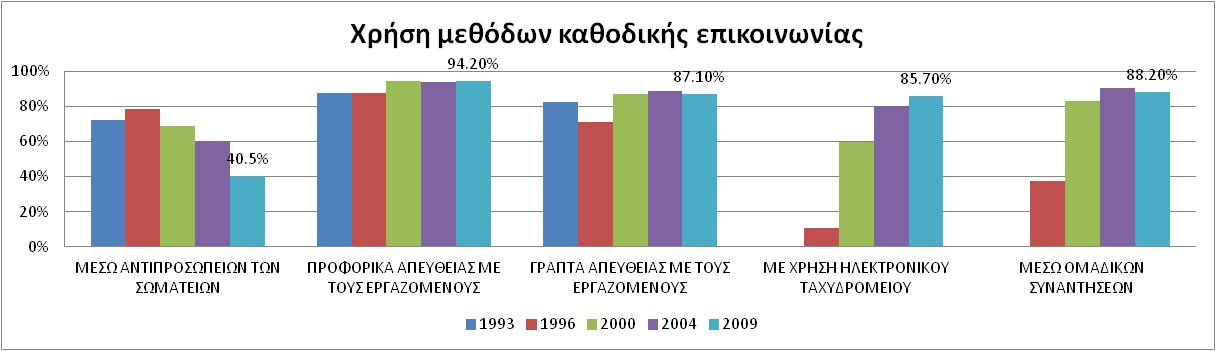 Χρήση μεθόδων καθοδικής επικοινωνίας
100%
80%
60%
40%
20%
0%
40.5%
94.20%
87.10%
85.70%
88.20%
ΜΕΣΩ ΑΝΤΙΠΡΟΣΩΠΕΙΩΝ ΤΩΝ
ΣΩΜΑΤΕΙΩΝ
ΠΡΟΦΟΡΙΚΑ ΑΠΕΥΘΕΙΑΣ ΜΕ
ΤΟΥΣ ΕΡΓΑΖΟΜΕΝΟΥΣ
ΓΡΑΠΤΑ ΑΠΕΥΘΕΙΑΣ ΜΕ ΤΟΥΣ
ΕΡΓΑΖΟΜΕΝΟΥΣ
ΜΕ ΧΡΗΣΗ ΗΛΕΚΤΡΟΝΙΚΟΥ
ΤΑΧΥΔΡΟΜΕΙΟΥ
ΜΕΣΩ ΟΜΑΔΙΚΩΝ
ΣΥΝΑΝΤΗΣΕΩΝ
1993 1996 2000 2004 2009